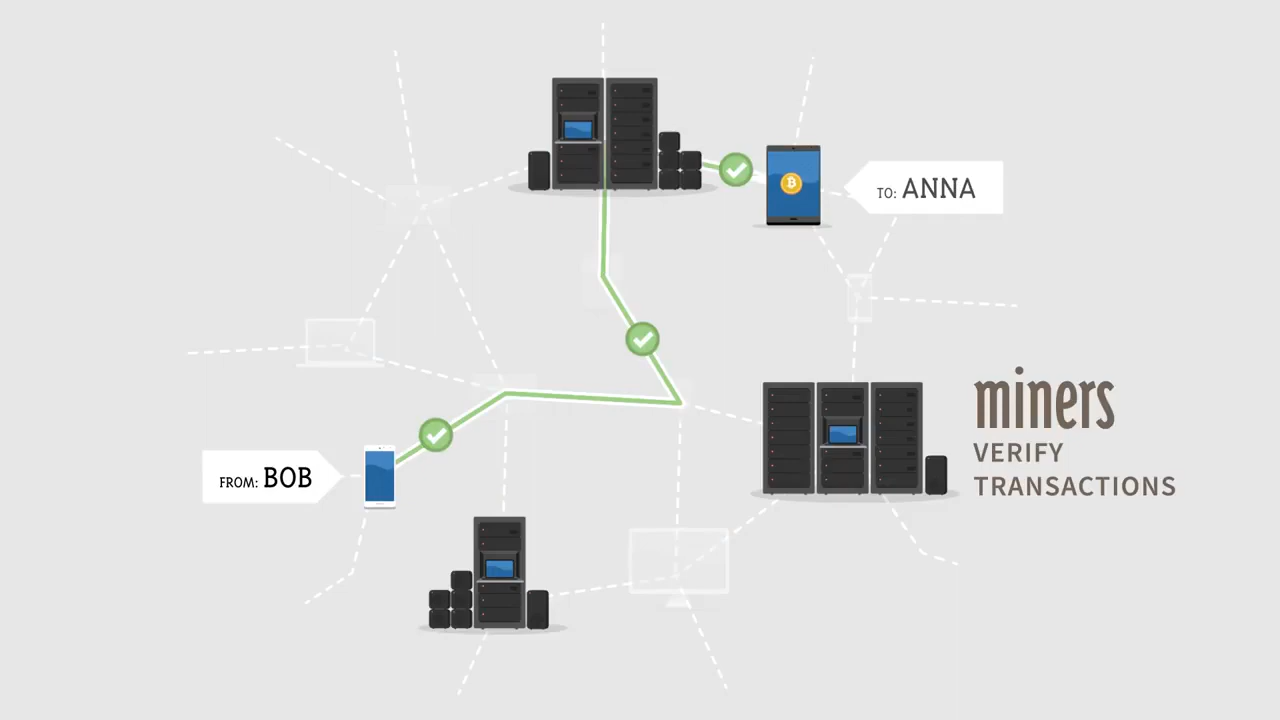 TO: ANNA
miners
VERIFY
TRANSACTIONS
FROM: BOB